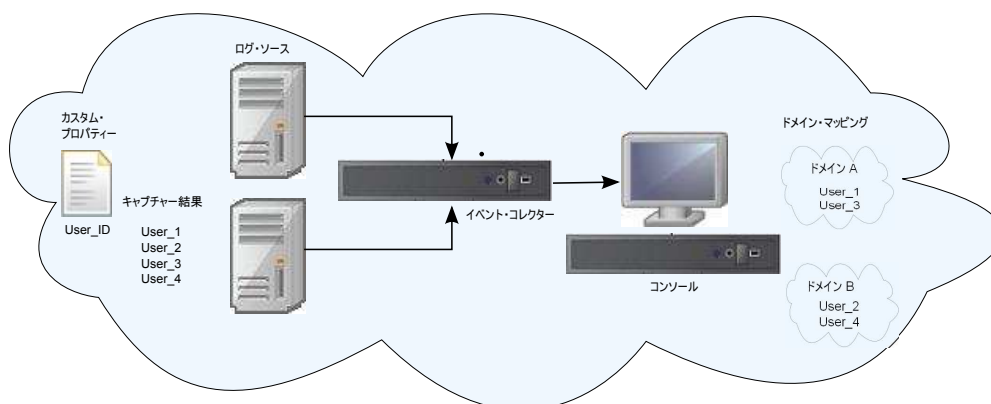 ログ・ソース
カスタム・
プロパティー
User_ID
キャプチャー結果
User_1
User_2
User_3
User_4
イベント・コレクター
コンソール
ドメイン・マッピング
ドメイン A
User_1
User_3
ドメイン B
User_2
User_4